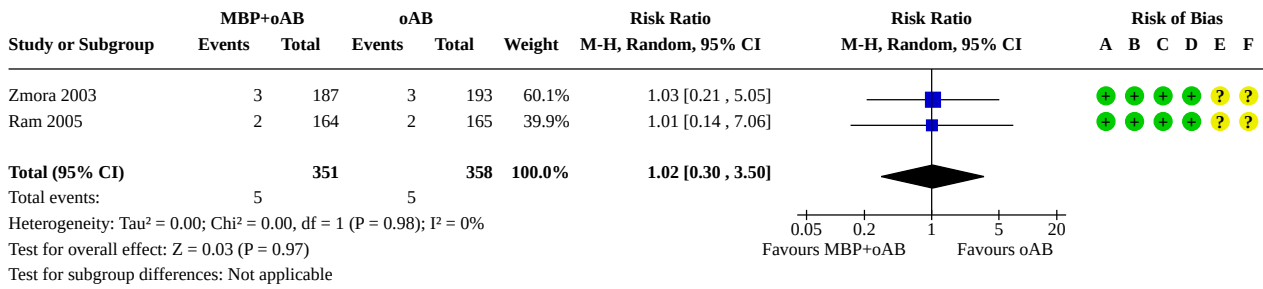 MBP+oAB oAB Risk Ratio Risk Ratio Risk of Bias
Study or Subgroup Events Total Events Total Weight M-H, Random, 95% CI M-H, Random, 95% CI A B C D E F
Zmora 2003 3 187 3 193 60.1% 1.03 [0.21 , 5.05] + + + + ? ?
Ram 2005 2 164 2 165 39.9% 1.01 [0.14 , 7.06] + + + + ? ?
Total (95% CI) 351 358 100.0% 1.02 [0.30 , 3.50]
Total events: 5 5
Heterogeneity: Tau² = 0.00; Chi² = 0.00, df = 1 (P = 0.98); I² = 0%
0.05 0.2 1 5 20
Test for overall effect: Z = 0.03 (P = 0.97) Favours MBP+oAB Favours oAB
Test for subgroup differences: Not applicable